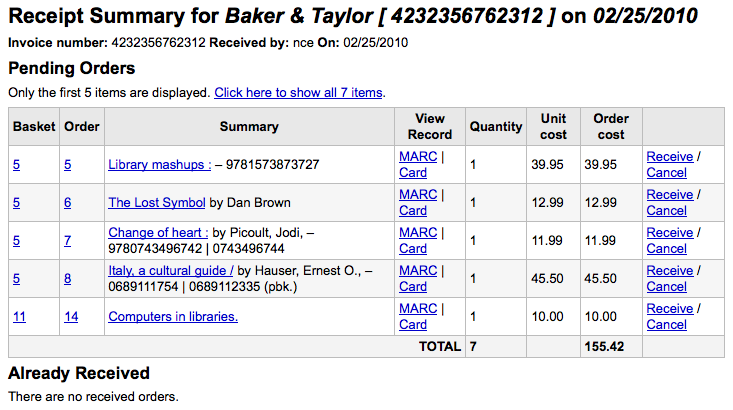 Receipt Summary for Baker & Taylor [ 4232356762312 ] on 02/25/2010
Invoice number: 4232356762312 Received by: nce On: 02/25/2010
Pending Orders
Only the first 5 items are displayed. Click here to show all 7 items.
Basket Order Summary View Record Quantity Unit cost Order cost
5 5 Library mashups : – 9781573873727 MARC | Card 1 39.95 39.95 Receive / Cancel
5 6 The Lost Symbol by Dan Brown MARC | Card 1 12.99 12.99 Receive / Cancel
5 7 Change of heart : by Picoult, Jodi, – 9780743496742 | 0743496744 MARC | Card 1 11.99 11.99 Receive / Cancel
5 8 Italy, a cultural guide / by Hauser, Ernest O., – 0689111754 | 0689112335 (pbk.) MARC | Card 1 45.50 45.50 Receive / Cancel
11 14 Computers in libraries. MARC | Card 1 10.00 10.00 Receive / Cancel
TOTAL 7 155.42
Already Received
There are no received orders.